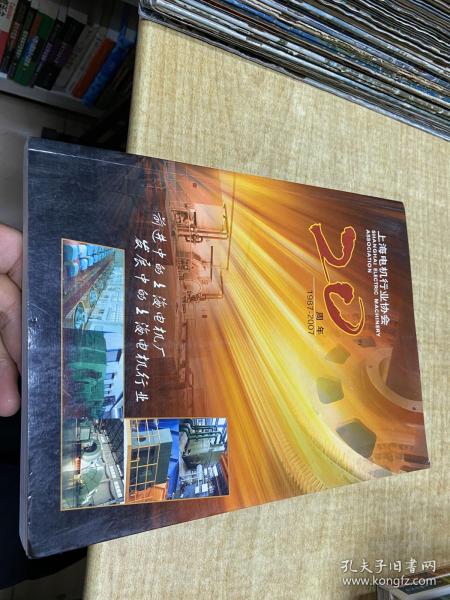 上海电机行业协会
SHANGHAI ELECTRIC MACHINERY
ASSOCIATION
20
周年
1987-2007
前进中的上海电机厂
发展中的上海电机行业
孔夫子旧书网
www.kongfz.com